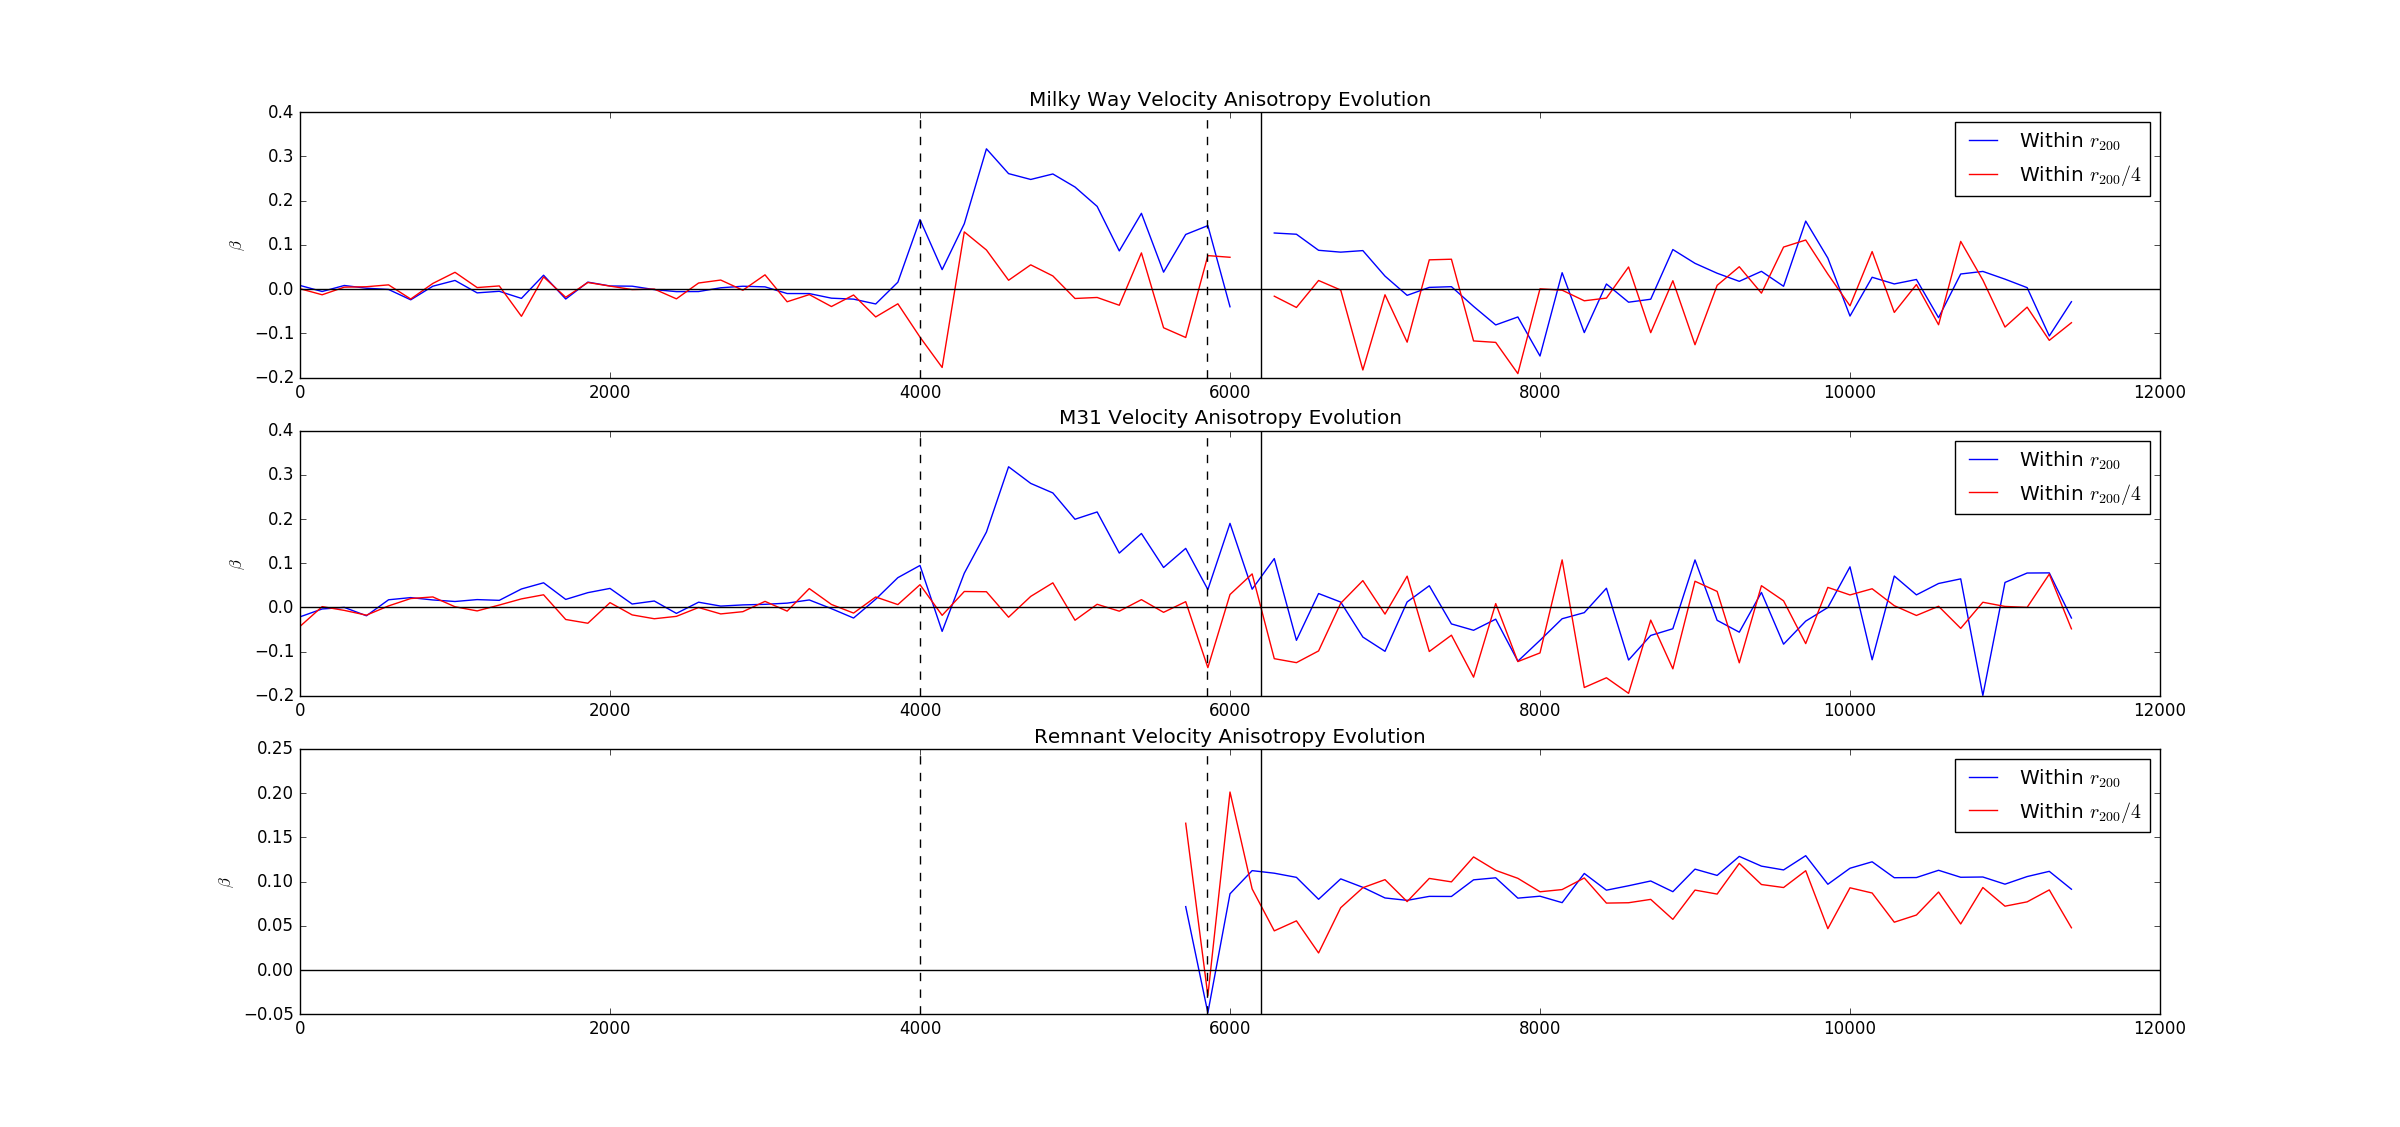 Milky Way Velocity Anisotropy Evolution
0.4
0.3
0.2
0.1
0.0
−0.1
−0.2
β
Within r200
Within r200/4
0 2000 4000 6000 8000 10000 12000
M31 Velocity Anisotropy Evolution
0.4
0.3
0.2
0.1
0.0
−0.1
−0.2
β
Within r200
Within r200/4
0 2000 4000 6000 8000 10000 12000
Remnant Velocity Anisotropy Evolution
0.25
0.20
0.15
0.10
0.05
0.00
−0.05
β
Within r200
Within r200/4
0 2000 4000 6000 8000 10000 12000